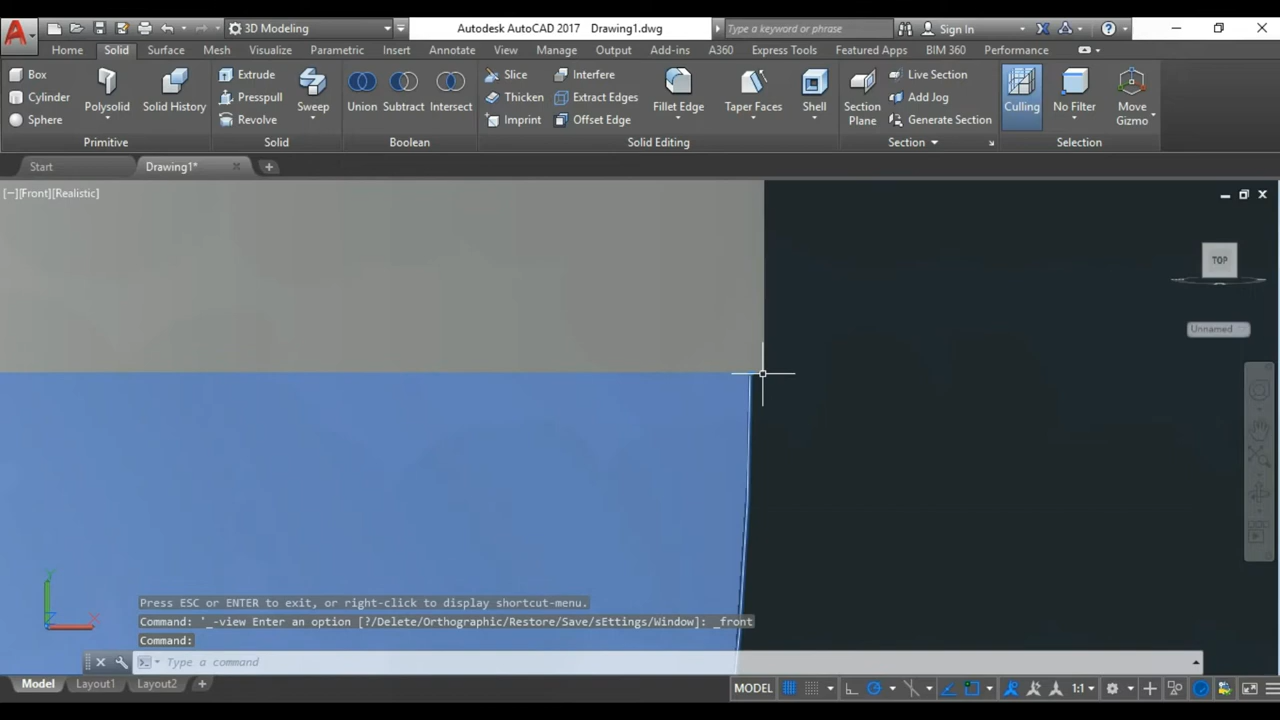 Autodesk AutoCAD 2017 Drawing1.dwg
3D Modeling
Type a keyword or phrase
Sign In
Home Solid Surface Mesh Visualize Parametric Insert Annotate View Manage Output Add-ins A360 Express Tools Featured Apps BIM 360 Performance
Box
Cylinder
Sphere
Polysolid
Solid History
Primitive
Extrude
Presspull
Revolve
Sweep
Solid
Union
Subtract
Intersect
Boolean
Slice
Thicken
Imprint
Interfere
Extract Edges
Offset Edge
Fillet Edge
Taper Faces
Shell
Solid Editing
Section
Plane
Live Section
Add Jog
Generate Section
Section
Culling
No Filter
Move
Gizmo
Selection
Start
Drawing1*
[−][Front][Realistic]
TOP
Unnamed
Y
X
Press ESC or ENTER to exit, or right-click to display shortcut-menu.
Command: '_-view Enter an option [?/Delete/Orthographic/Restore/Save/sEttings/Window]: _front
Command:
Type a command
Model Layout1 Layout2
MODEL
1:1